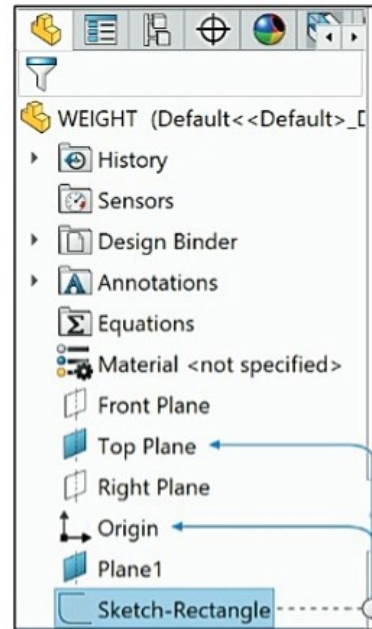 WEIGHT (Default<<Default>_D
History
Sensors
Design Binder
Annotations
Equations
Material <not specified>
Front Plane
Top Plane
Right Plane
Origin
Plane1
Sketch-Rectangle